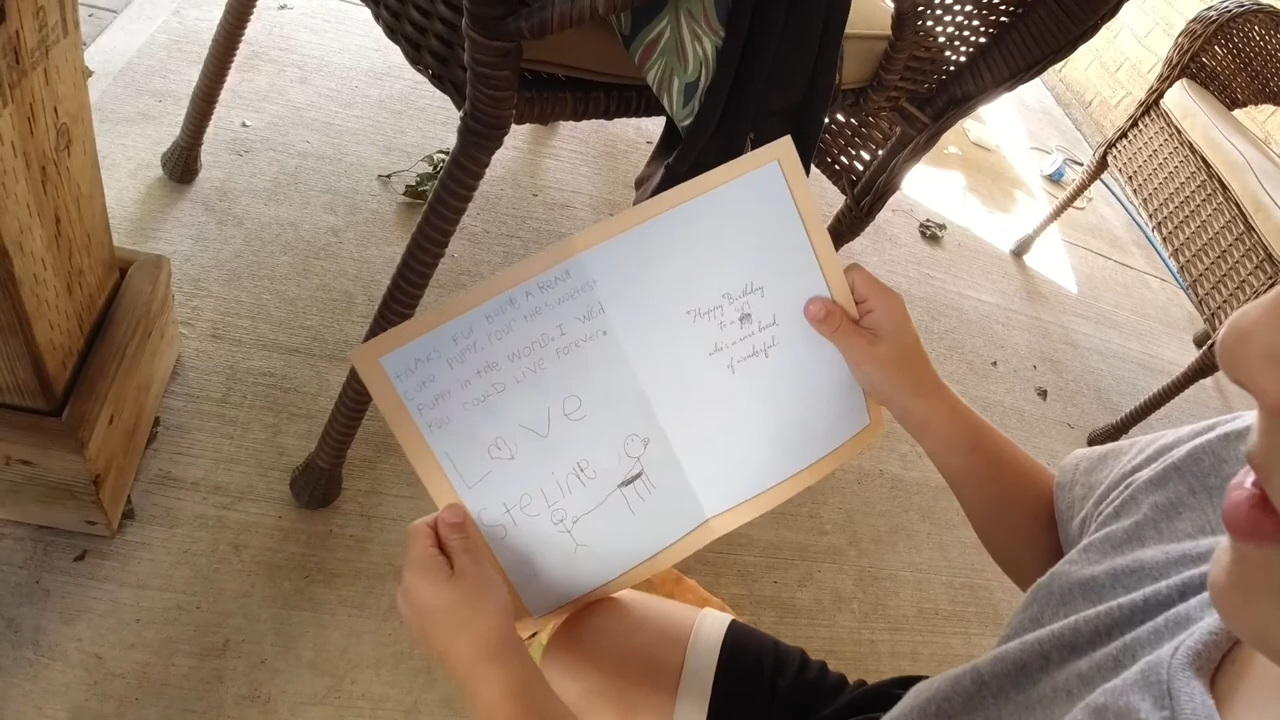 tHAKS FOr BeiNg A ReAlly
Cute PUPPY. YOUr the SWeetest
PUPPY in the WORLD. I WiSH
YOU COULD LIVE Forever.
LOVE
SteLINe
Happy Birthday
to a
who's a rare breed
of wonderful.